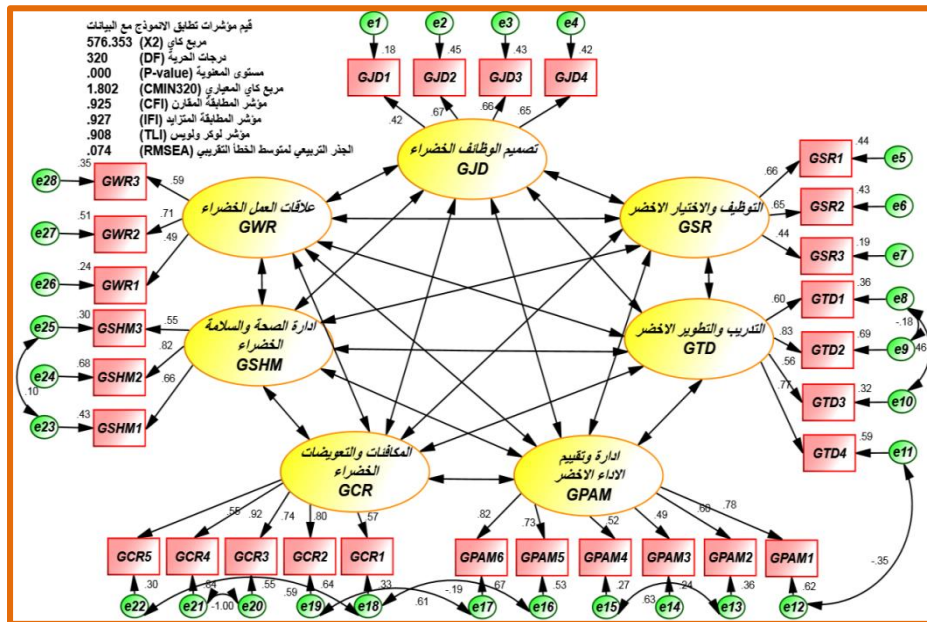 قيم مؤشرات تطابق الانموذج مع البيانات
مربع كاي (X2) 576.353
درجات الحرية (DF) 320
مستوى المعنوية (P-value) .000
مربع كاي المعياري (CMIN320) 1.802
مؤشر المطابقة المقارن (CFI) .925
مؤشر المطابقة المتزايد (IFI) .927
مؤشر لوكر ولويس (TLI) .908
الجذر التربيعي لمتوسط الخطأ التقريبي (RMSEA) .074
e1 e2 e3 e4
.18 .45 .43 .42
GJD1 GJD2 GJD3 GJD4
.42 .67 .66 .65
تصميم الوظائف الخضراء
GJD
e28 .35 GWR3 .59
e27 .51 GWR2 .71
e26 .24 GWR1 .49
علاقات العمل الخضراء
GWR
التوظيف والاختيار الاخضر
GSR
.66 GSR1 .44 e5
.65 GSR2 .43 e6
.44 GSR3 .19 e7
e25 .30 GSHM3 .55
e24 .68 GSHM2 .82
e23 .43 GSHM1 .66
.10
ادارة الصحة والسلامة
الخضراء
GSHM
التدريب والتطوير الاخضر
GTD
.60 GTD1 .36 e8
.83 GTD2 .69 e9
.56 GTD3 .32 e10
.77 GTD4 .59 e11
-.18
.46
المكافئات والتعويضات
الخضراء
GCR
ادارة وتقييم
الاداء الاخضر
GPAM
.55 .92 .74 .80 .57
.82 .73 .52 .49 .60 .78
GCR5 GCR4 GCR3 GCR2 GCR1
GPAM6 GPAM5 GPAM4 GPAM3 GPAM2 GPAM1
.30 .84 .55 .64 .33 .67 .53 .27 .24 .36 .62
e22 e21 e20 e19 e18 e17 e16 e15 e14 e13 e12
-1.00 .59 .61 -.19 .63 -.35